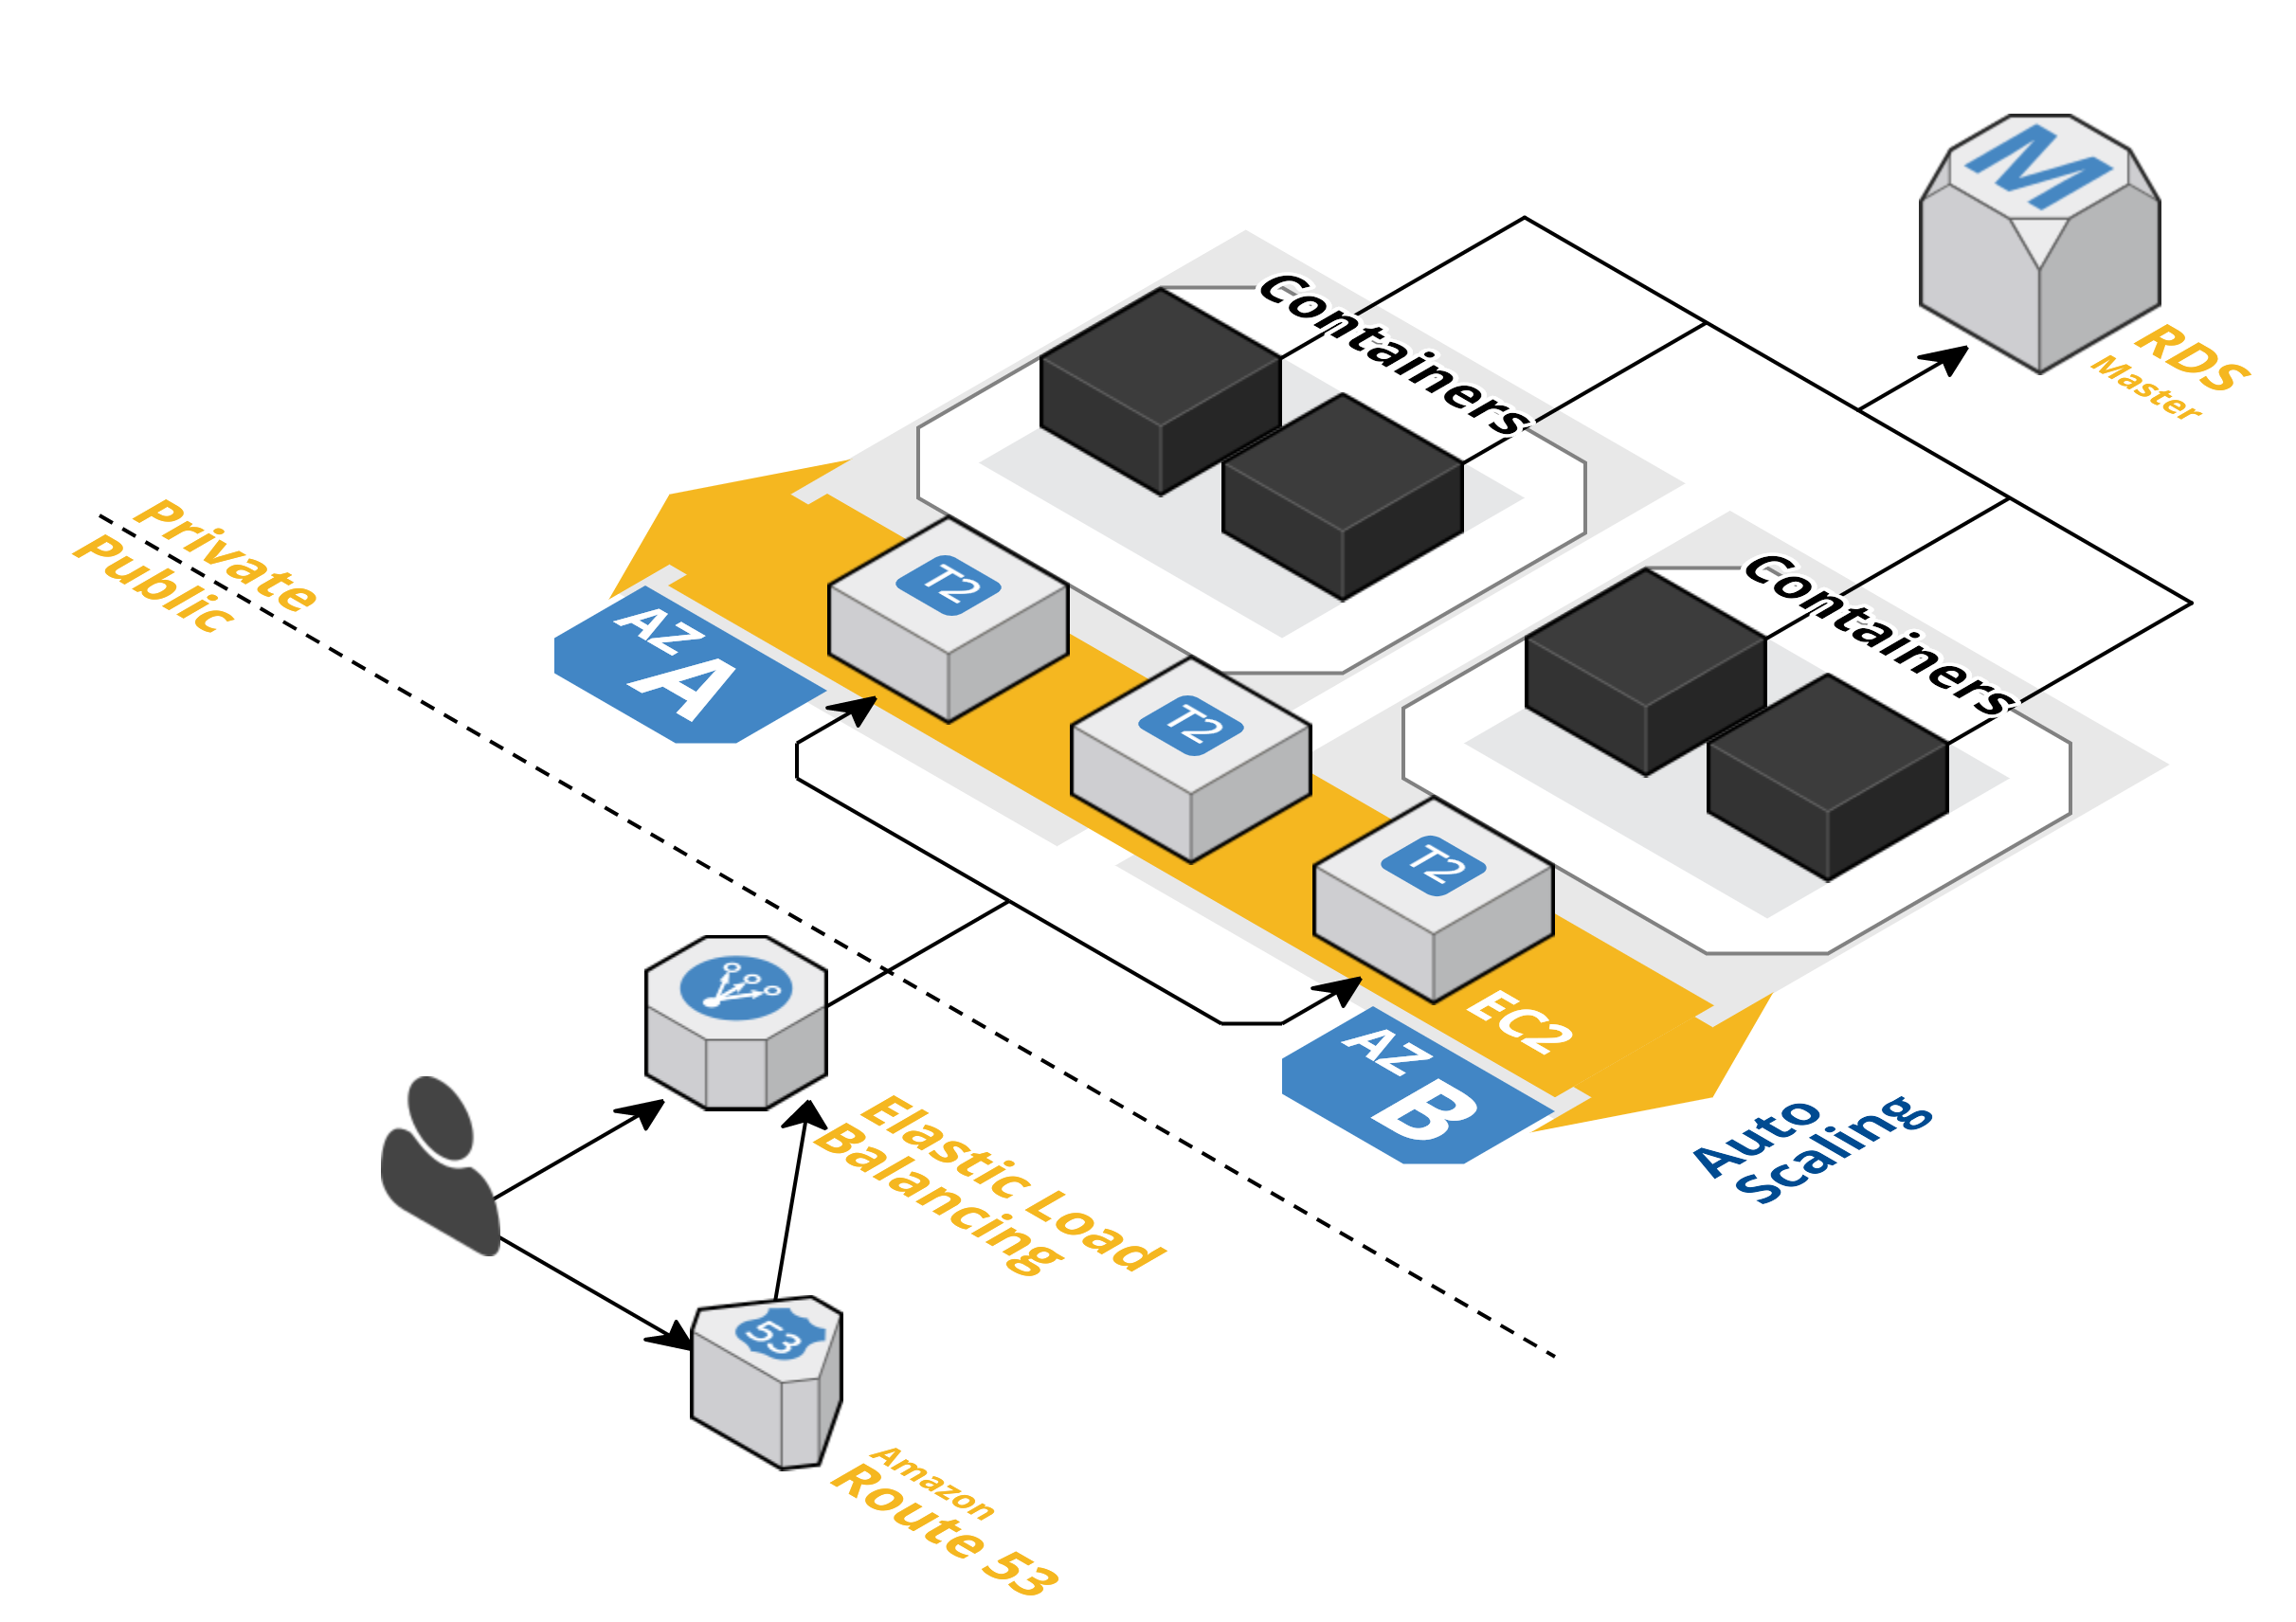 M
RDS
Master
Containers
Private
Public
T2
AZ
A
T2
Containers
T2
EC2
AZ
B
Auto
Scaling
Elastic Load
Balancing
53
Amazon
Route 53